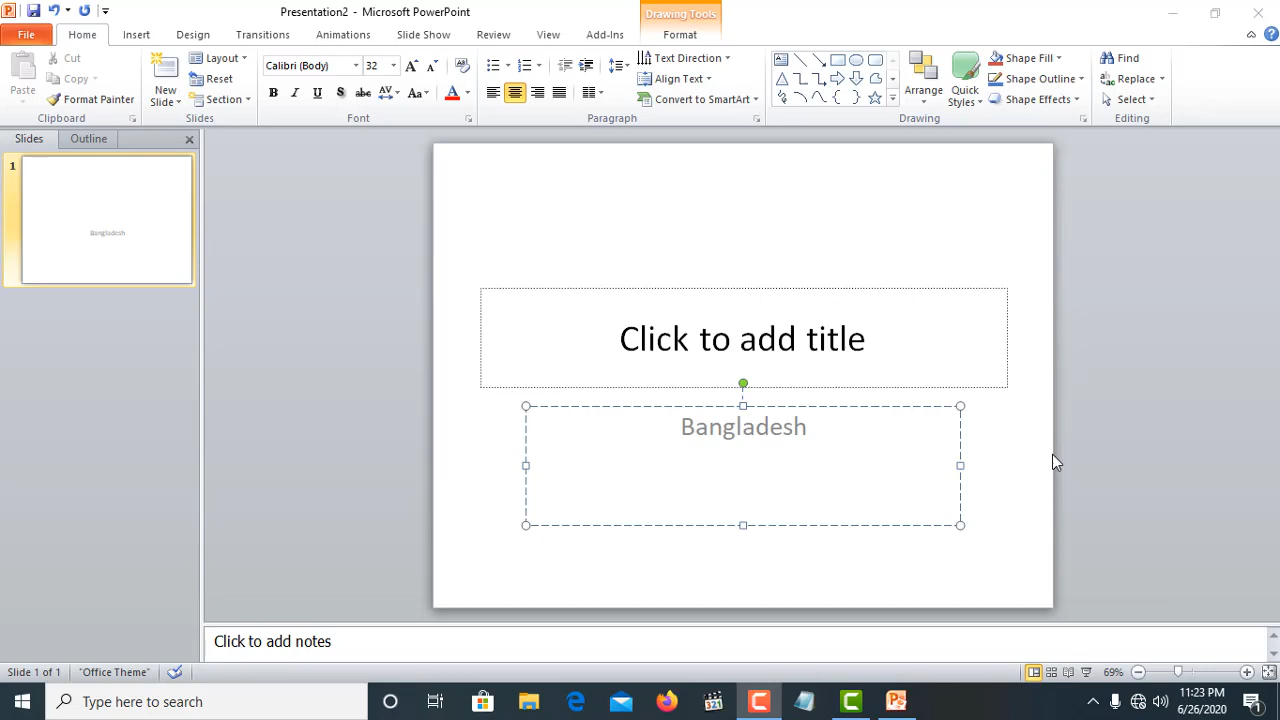 Presentation2 - Microsoft PowerPoint
Drawing Tools
File Home Insert Design Transitions Animations Slide Show Review View Add-Ins Format
Paste
Cut
Copy
Format Painter
Clipboard
New
Slide
Layout
Reset
Section
Slides
Calibri (Body) 32
B I U S abc AV Aa A
Font
Text Direction
Align Text
Convert to SmartArt
Paragraph
Arrange
Quick
Styles
Shape Fill
Shape Outline
Shape Effects
Drawing
Find
Replace
Select
Editing
Slides Outline
1
Bangladesh
Click to add title
Bangladesh
Click to add notes
Slide 1 of 1 "Office Theme" 69%
Type here to search
11:23 PM
6/26/2020
1